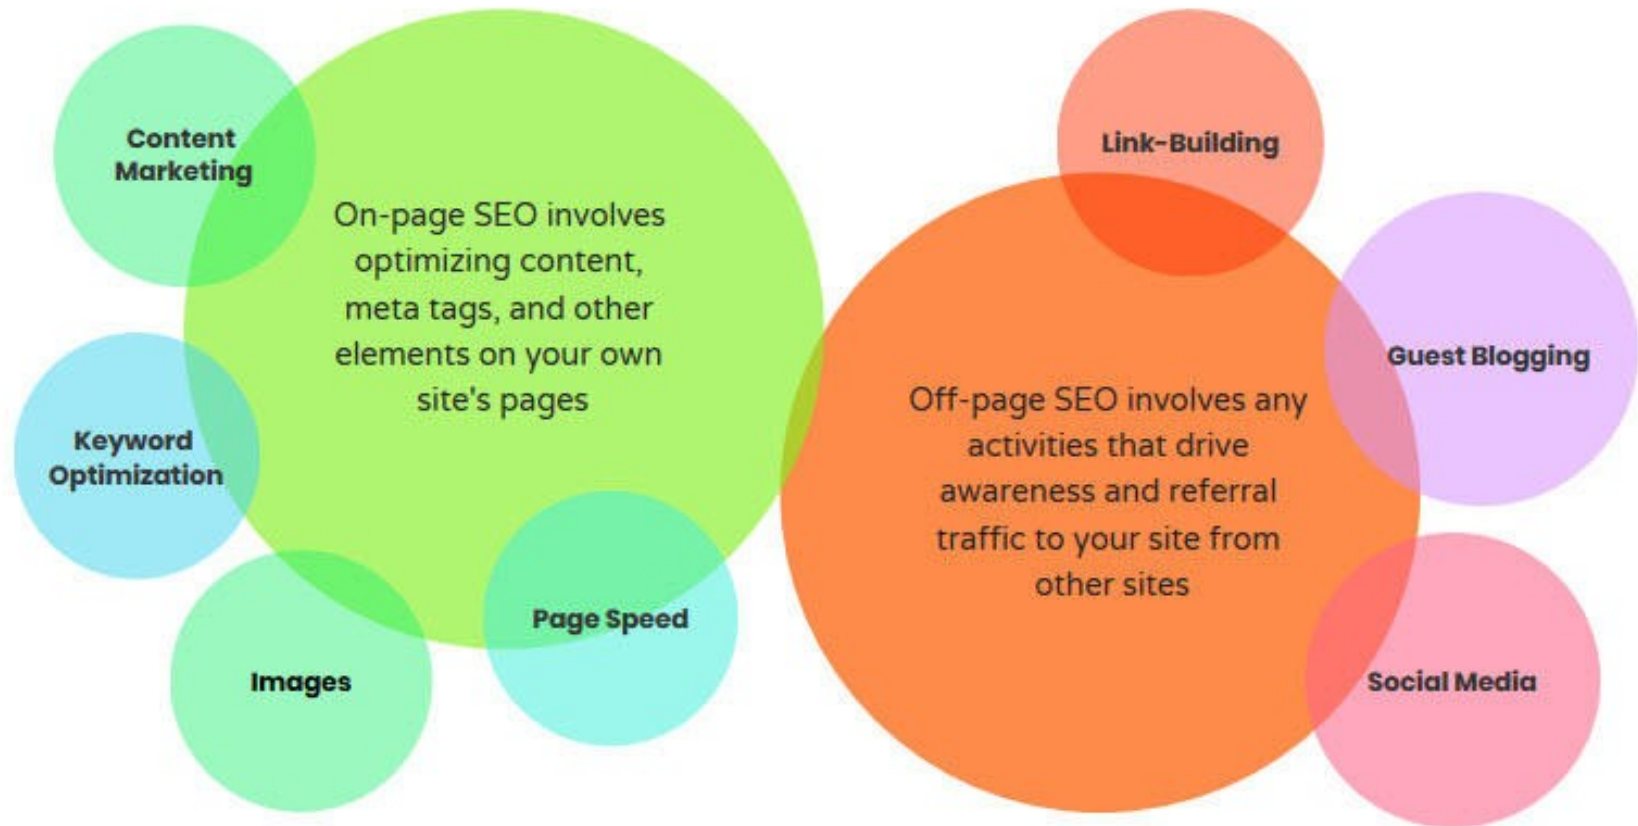 Content
Marketing
On-page SEO involves
optimizing content,
meta tags, and other
elements on your own
site's pages
Keyword
Optimization
Images
Page Speed
Link-Building
Guest Blogging
Off-page SEO involves any
activities that drive
awareness and referral
traffic to your site from
other sites
Social Media